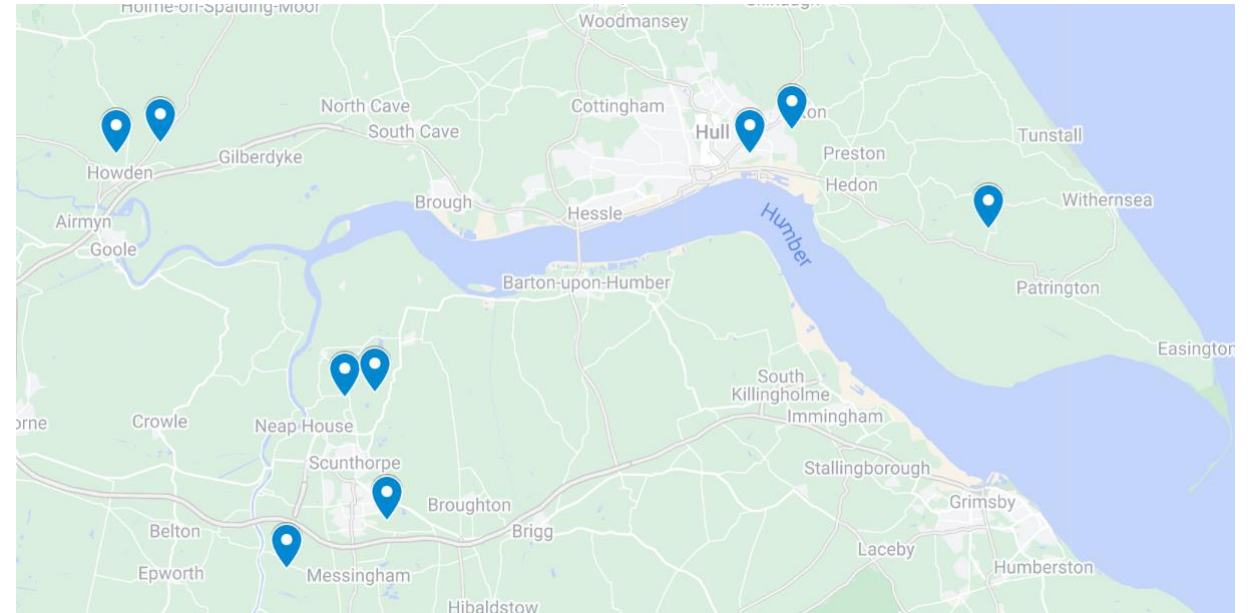 Holme-on-Spalding-Moor
Woodmansey
North Cave
Cottingham
South Cave
Hull
Tunstall
Gilberdyke
Preston
Howden
Hedon
Brough
Withernsea
Hessle
Airmyn
Humber
Goole
Barton-upon-Humber
Patrington
Easington
South
Killingholme
Crowle
Neap House
Immingham
Scunthorpe
Stallingborough
Broughton
Grimsby
Belton
Brigg
Laceby
Epworth
Messingham
Humberston
Hibaldstow